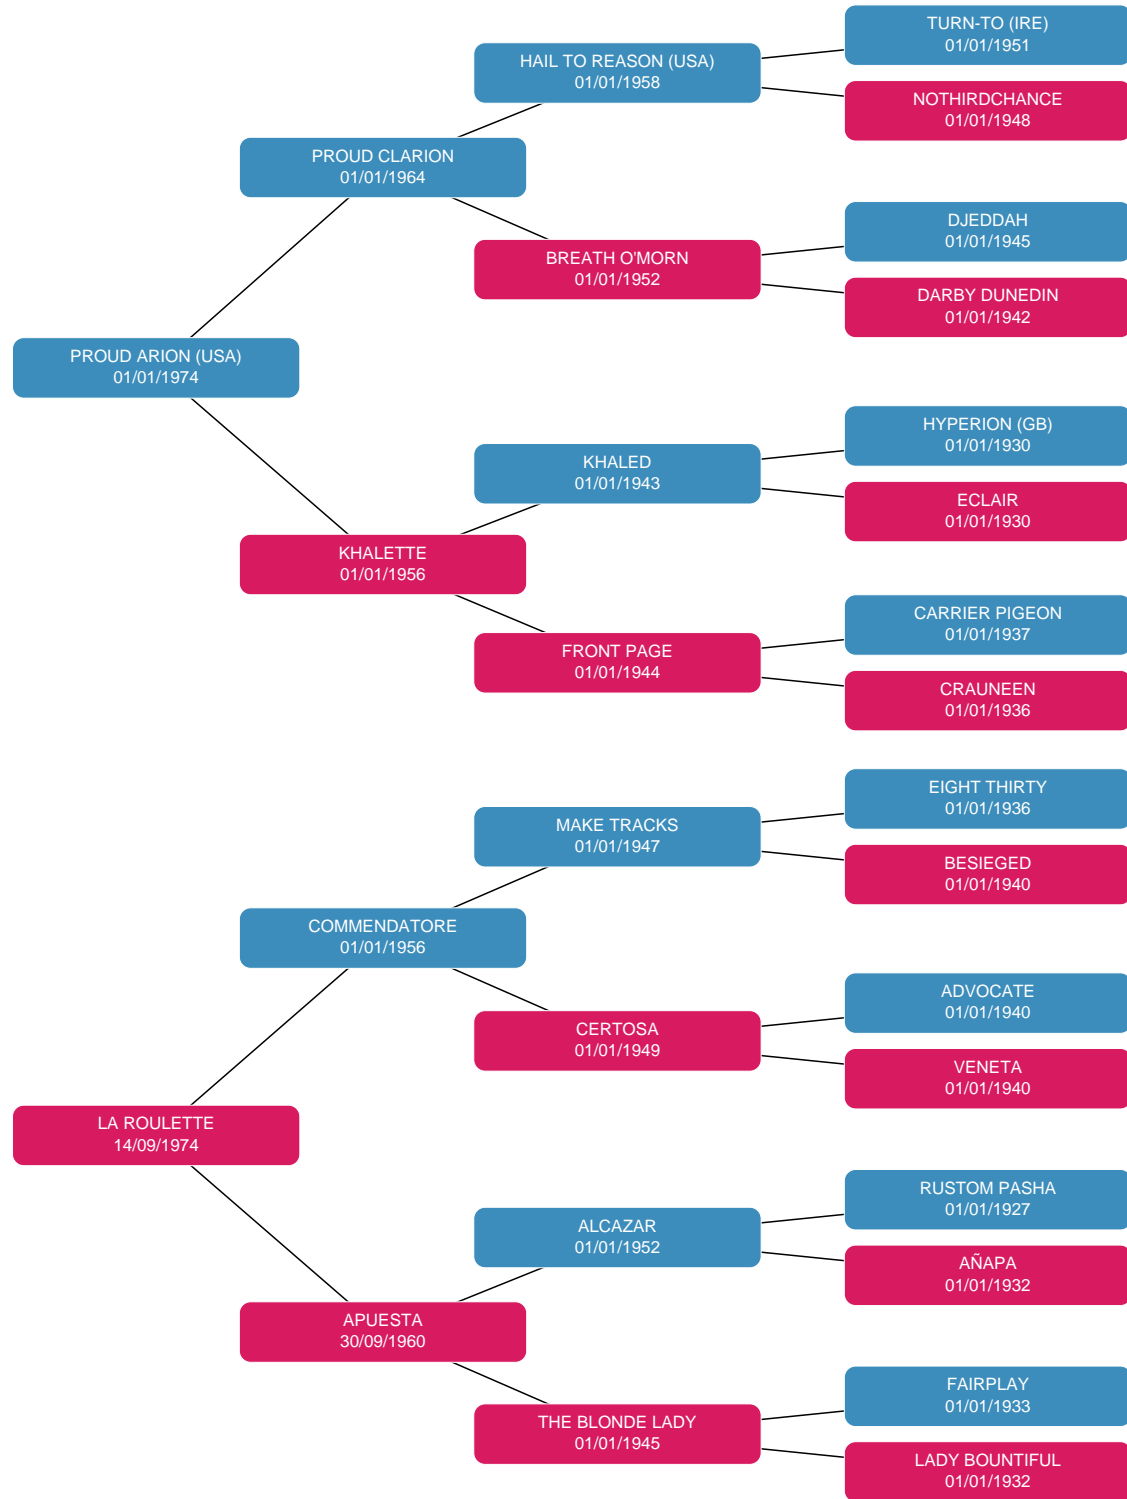 TURN-TO (IRE)
01/01/1951
HAIL TO REASON (USA)
01/01/1958
NOTHIRDCHANCE
01/01/1948
PROUD CLARION
01/01/1964
DJEDDAH
01/01/1945
BREATH O'MORN
01/01/1952
DARBY DUNEDIN
01/01/1942
PROUD ARION (USA)
01/01/1974
HYPERION (GB)
01/01/1930
KHALED
01/01/1943
ECLAIR
01/01/1930
KHALETTE
01/01/1956
CARRIER PIGEON
01/01/1937
FRONT PAGE
01/01/1944
CRAUNEEN
01/01/1936
EIGHT THIRTY
01/01/1936
MAKE TRACKS
01/01/1947
BESIEGED
01/01/1940
COMMENDATORE
01/01/1956
ADVOCATE
01/01/1940
CERTOSA
01/01/1949
VENETA
01/01/1940
LA ROULETTE
14/09/1974
RUSTOM PASHA
01/01/1927
ALCAZAR
01/01/1952
AÑAPA
01/01/1932
APUESTA
30/09/1960
FAIRPLAY
01/01/1933
THE BLONDE LADY
01/01/1945
LADY BOUNTIFUL
01/01/1932